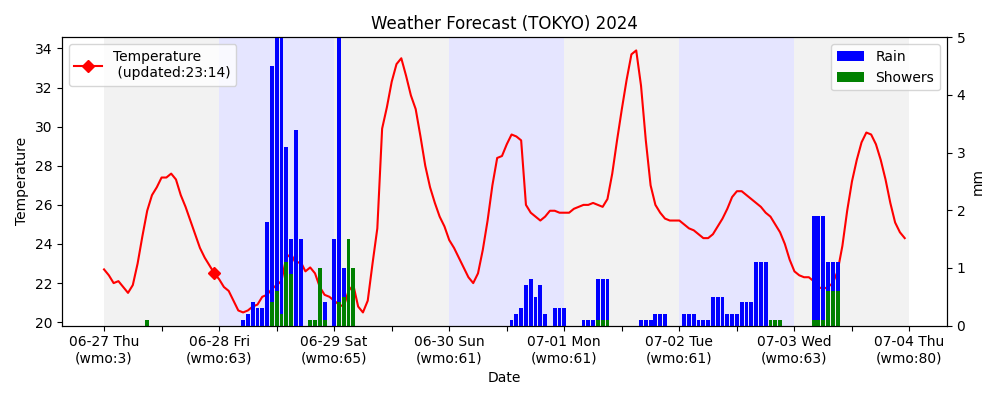 Weather Forecast (TOKYO) 2024
Temperature
(updated:23:14)
Rain
Showers
34
32
30
28
26
24
22
20
Temperature
5
4
3
2
1
0
mm
06-27 Thu
(wmo:3)
06-28 Fri
(wmo:63)
06-29 Sat
(wmo:65)
06-30 Sun
(wmo:61)
07-01 Mon
(wmo:61)
07-02 Tue
(wmo:61)
07-03 Wed
(wmo:63)
07-04 Thu
(wmo:80)
Date